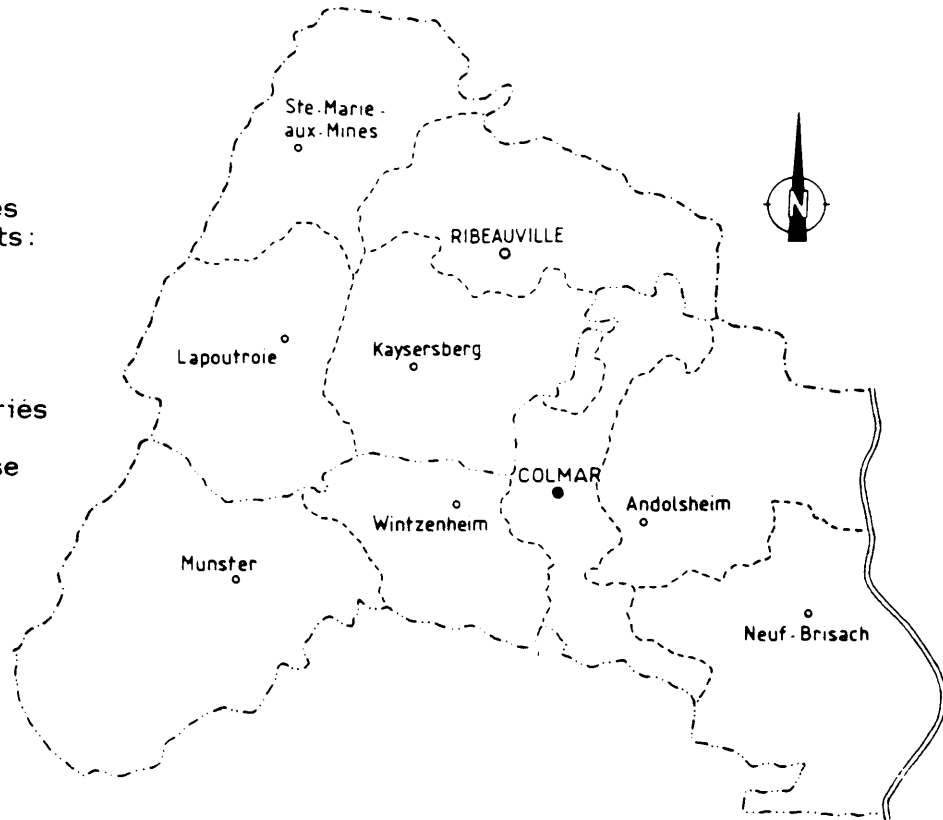 Ste-Marie-
aux-Mines
RIBEAUVILLE
Lapoutroie
Kaysersberg
COLMAR
Wintzenheim
Andolsheim
Munster
Neuf-Brisach
N